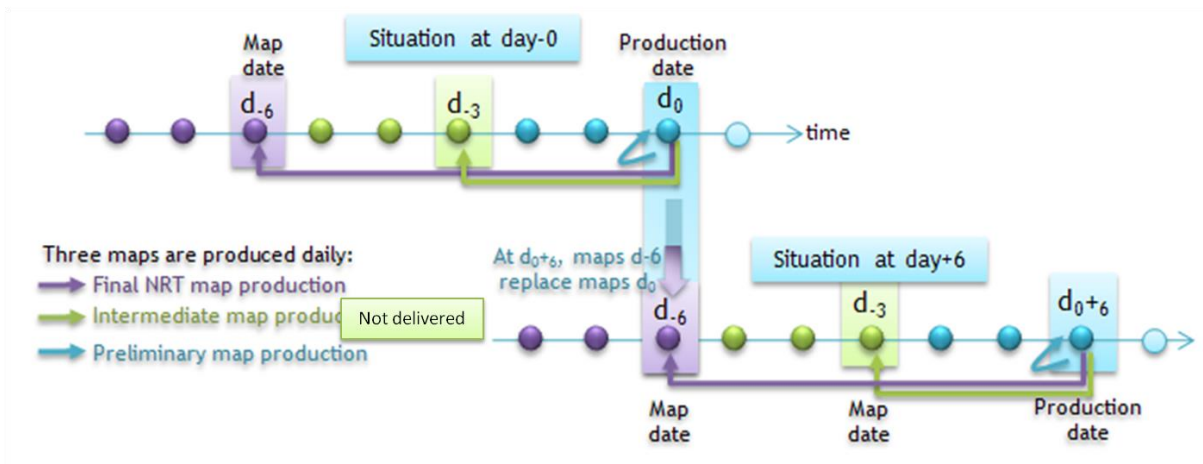 Map
date
Situation at day-0
Production
date
d-6
d-3
d0
time
Three maps are produced daily:
Final NRT map production
Intermediate map produc
Not delivered
Preliminary map production
At d0+6, maps d-6
replace maps d0
Situation at day+6
d-6
d-3
d0+6
Map
date
Map
date
Production
date